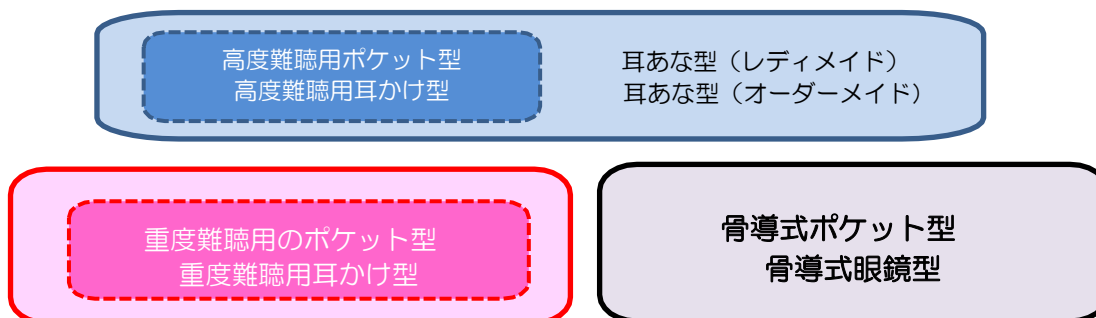 高度難聴用ポケット型
高度難聴用耳かけ型
耳あな型（レディメイド）
耳あな型（オーダーメイド）
重度難聴用のポケット型
重度難聴用耳かけ型
骨導式ポケット型
骨導式眼鏡型